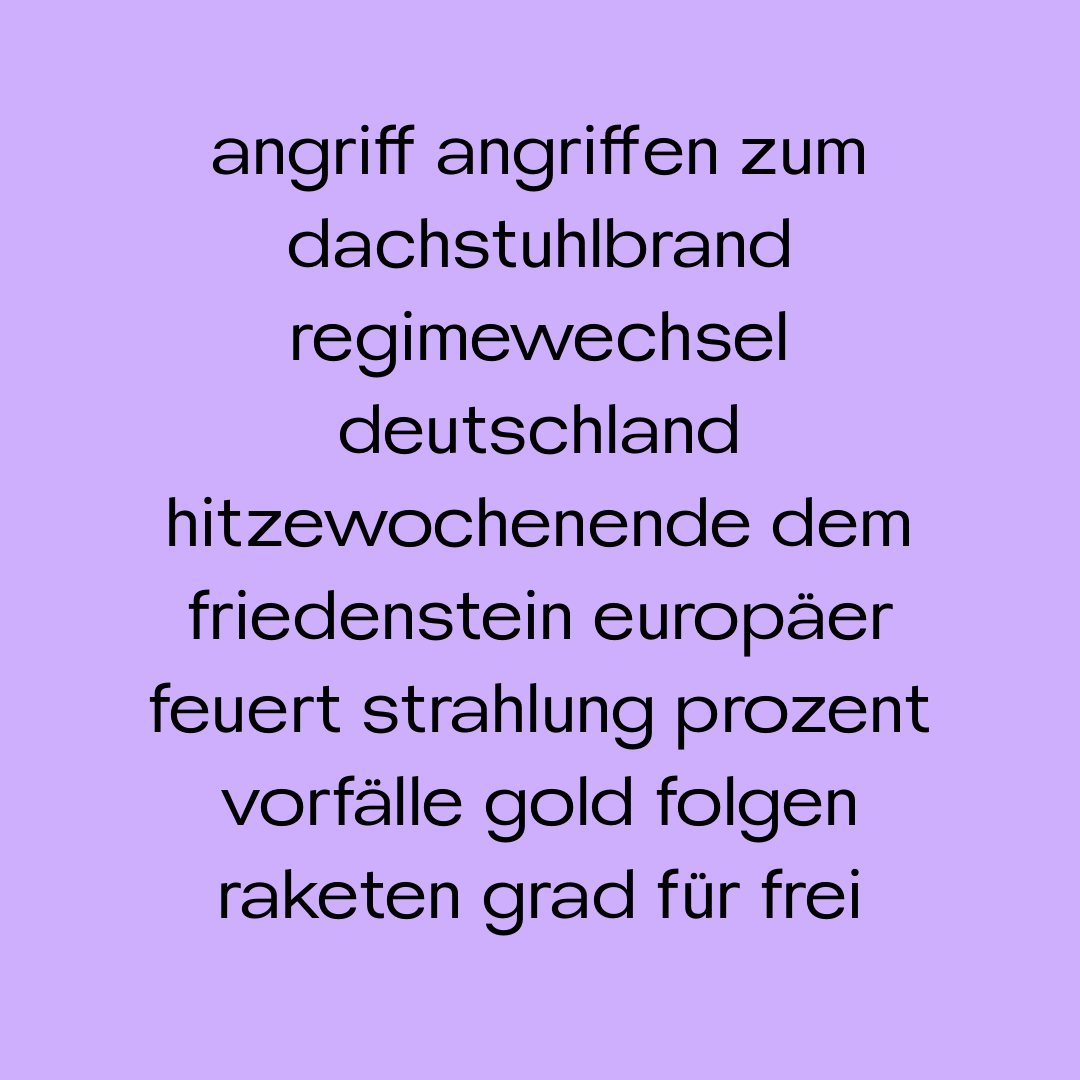 angriff angriffen zum
dachstuhlbrand
regimewechsel
deutschland
hitzewochenende dem
friedenstein europäer
feuert strahlung prozent
vorfälle gold folgen
raketen grad für frei